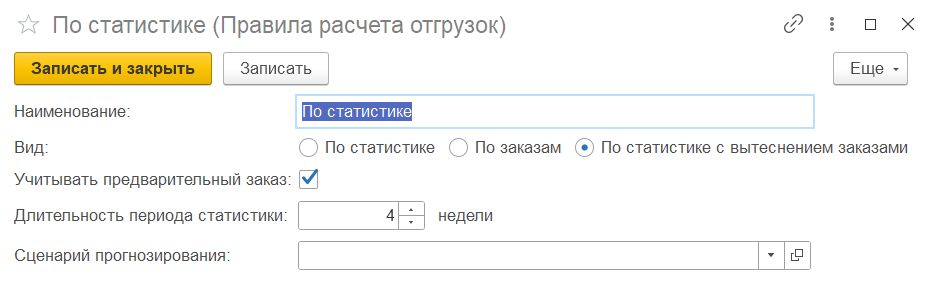 По статистике (Правила расчета отгрузок)
Записать и закрыть Записать Еще
Наименование: По статистике
Вид: По статистике По заказам По статистике с вытеснением заказами
Учитывать предварительный заказ:
Длительность периода статистики: 4 недели
Сценарий прогнозирования: